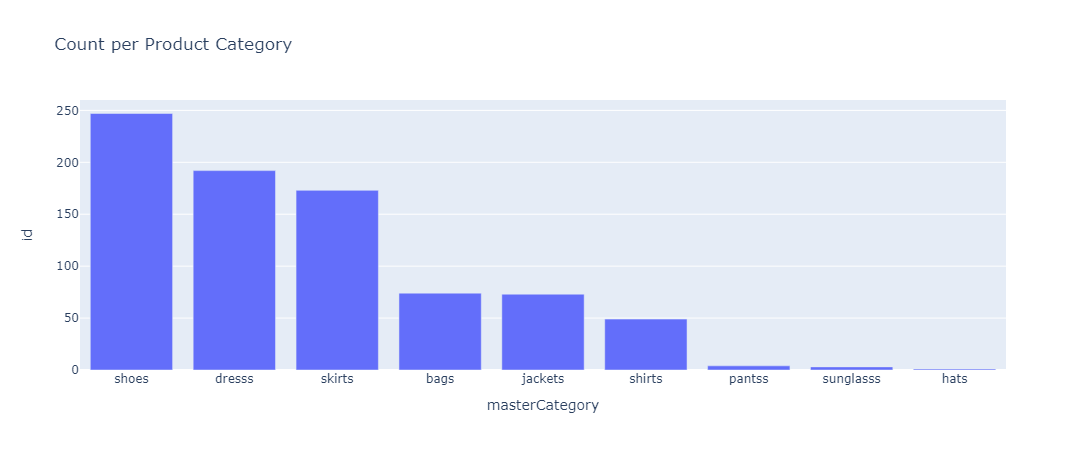 Count per Product Category
250
200
150
100
50
0
id
shoes dresss skirts bags jackets shirts pantss sunglasss hats
masterCategory